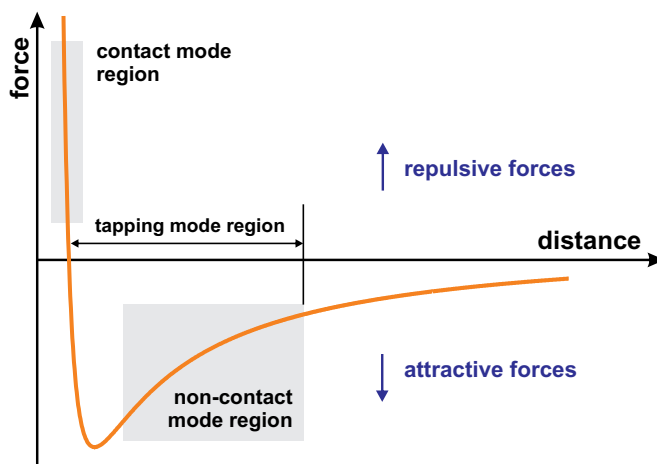 force
contact mode
region
repulsive forces
tapping mode region
distance
attractive forces
non-contact
mode region